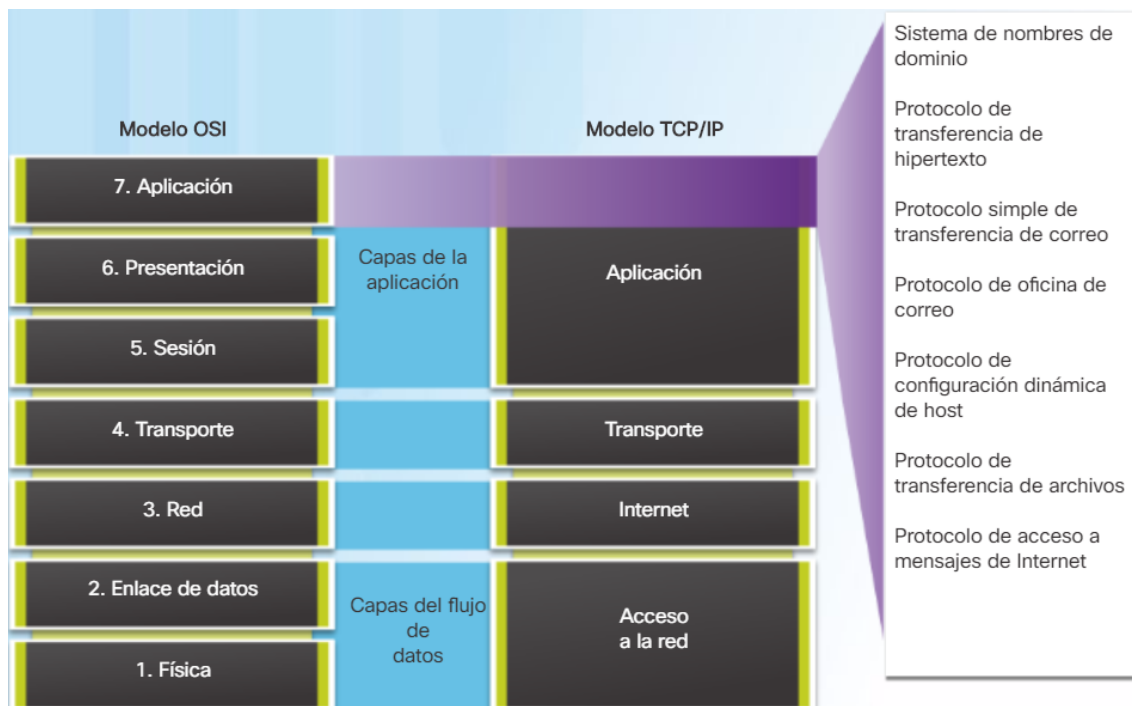 Modelo OSI
7. Aplicación
6. Presentación
5. Sesión
4. Transporte
3. Red
2. Enlace de datos
1. Física
Capas de la
aplicación
Capas del flujo
de
datos
Modelo TCP/IP
Aplicación
Transporte
Internet
Acceso
a la red
Sistema de nombres de
dominio
Protocolo de
transferencia de
hipertexto
Protocolo simple de
transferencia de correo
Protocolo de oficina de
correo
Protocolo de
configuración dinámica
de host
Protocolo de
transferencia de archivos
Protocolo de acceso a
mensajes de Internet